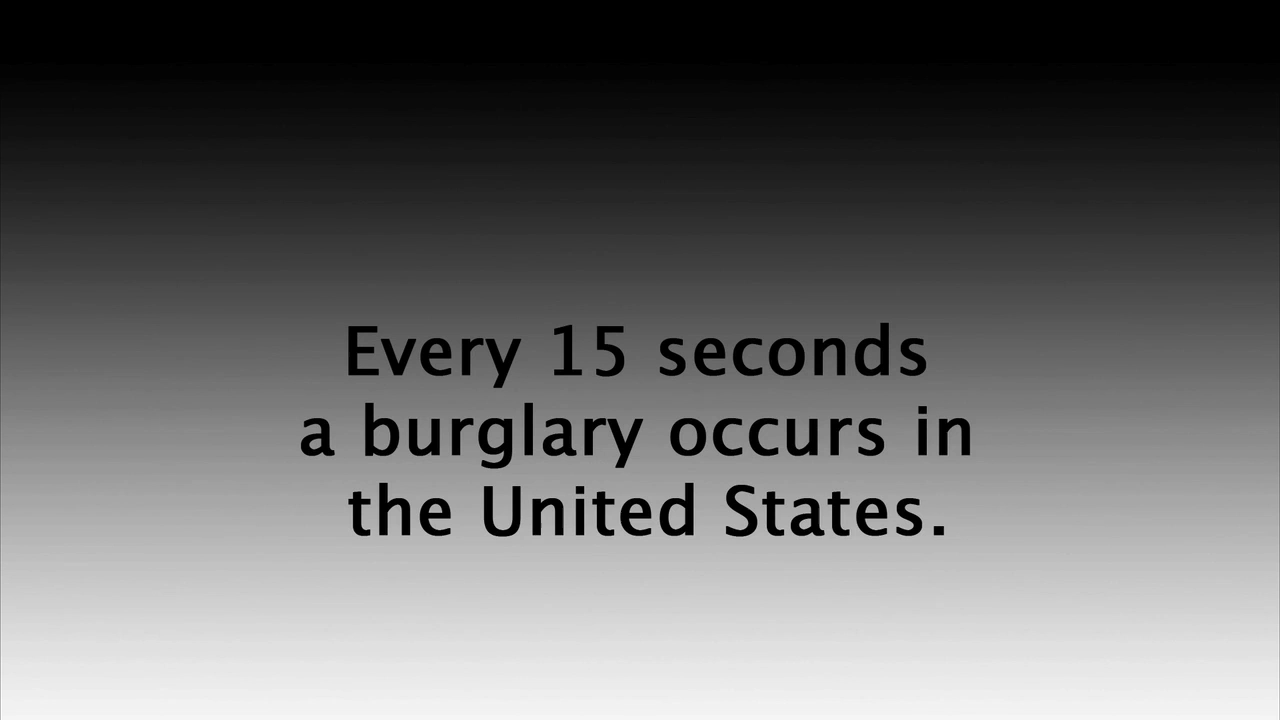 Every 15 seconds
a burglary occurs in
the United States.